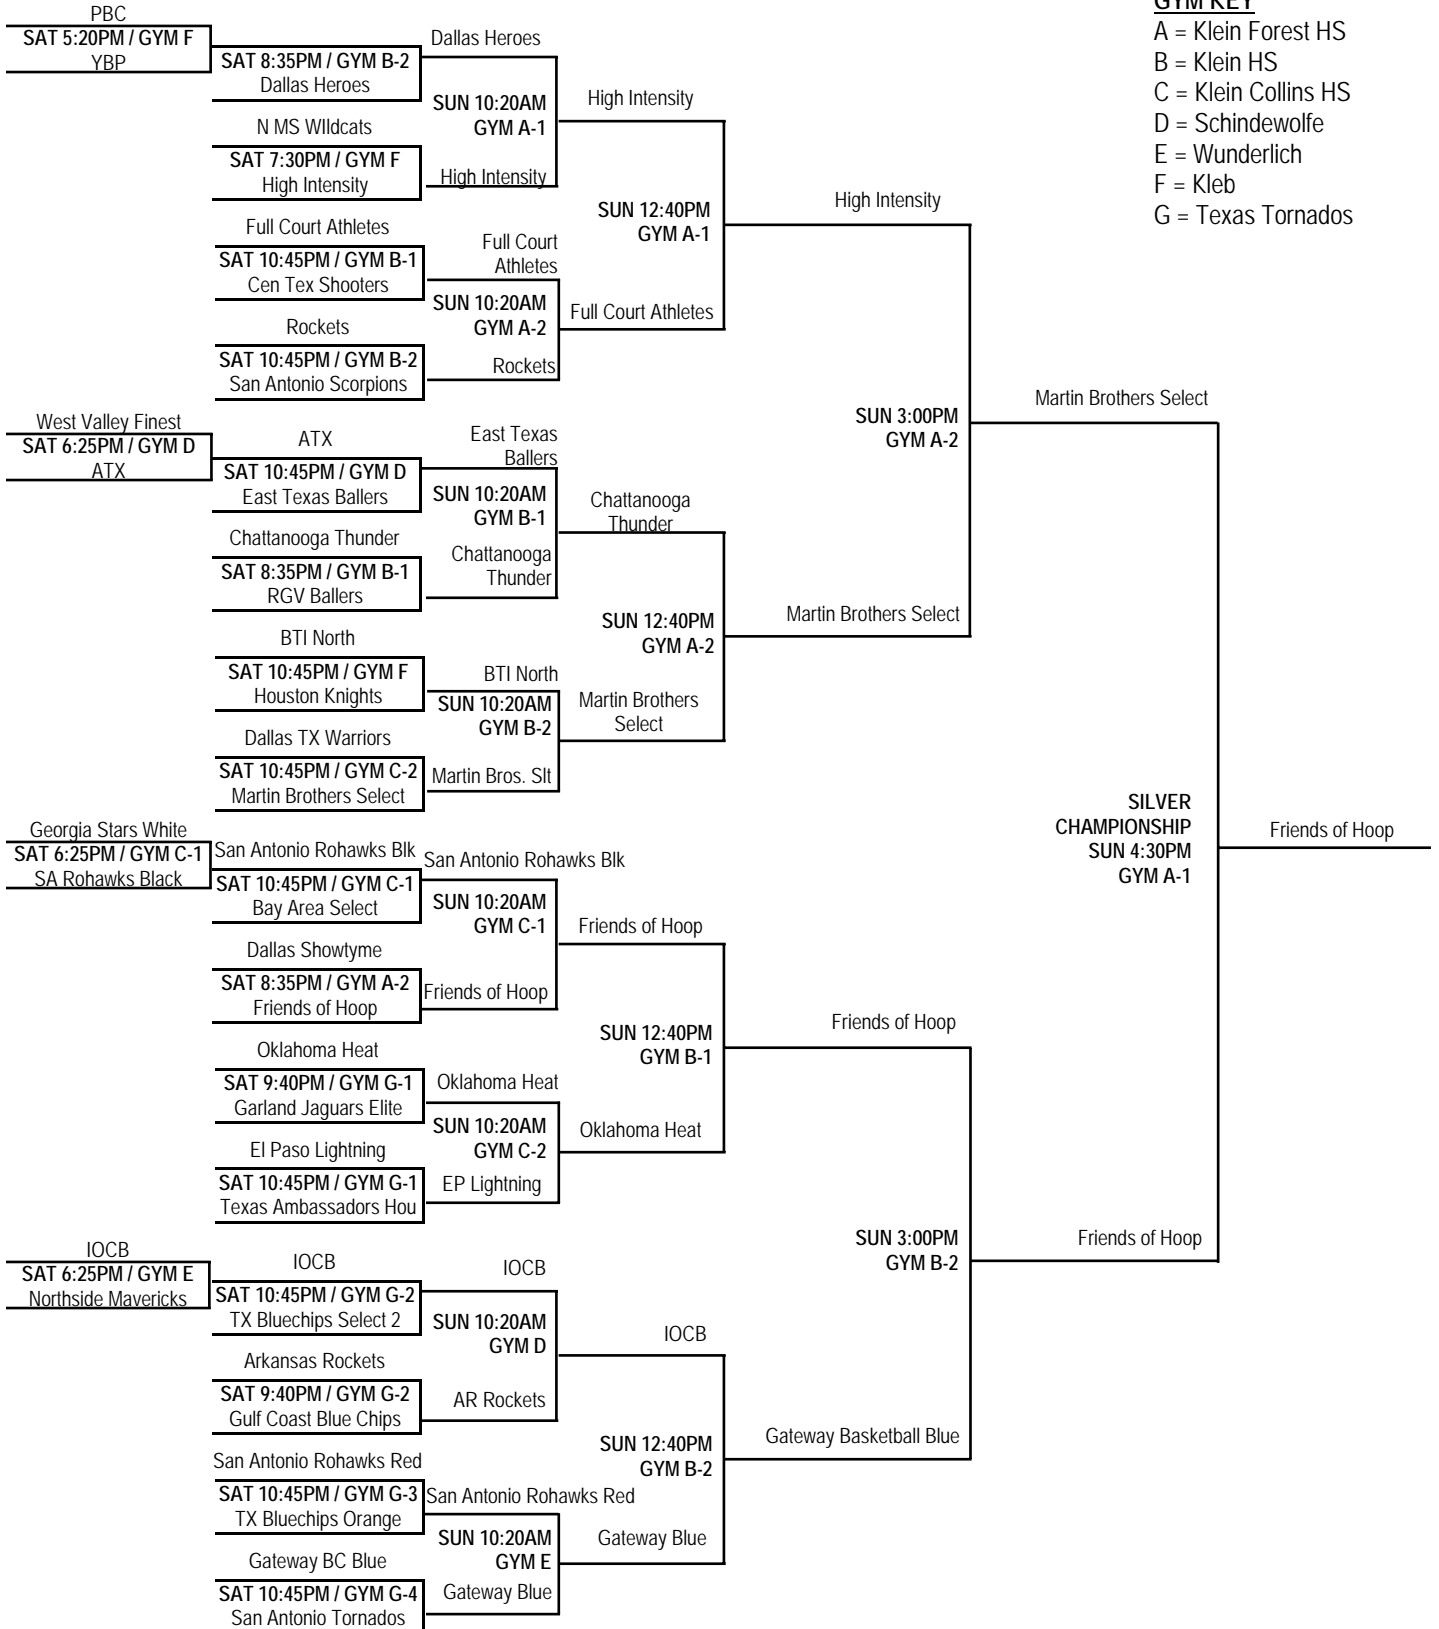 PBC
SAT 5:20PM / GYM F
YBP
SAT 8:35PM / GYM B-2
Dallas Heroes
N MS WIldcats
SAT 7:30PM / GYM F
High Intensity
Full Court Athletes
SAT 10:45PM / GYM B-1
Cen Tex Shooters
Rockets
SAT 10:45PM / GYM B-2
San Antonio Scorpions
West Valley Finest
SAT 6:25PM / GYM D
ATX
ATX
SAT 10:45PM / GYM D
East Texas Ballers
Chattanooga Thunder
SAT 8:35PM / GYM B-1
RGV Ballers
BTI North
SAT 10:45PM / GYM F
Houston Knights
Dallas TX Warriors
SAT 10:45PM / GYM C-2
Martin Brothers Select
Georgia Stars White
SAT 6:25PM / GYM C-1
SA Rohawks Black
San Antonio Rohawks Blk
SAT 10:45PM / GYM C-1
Bay Area Select
Dallas Showtyme
SAT 8:35PM / GYM A-2
Friends of Hoop
Oklahoma Heat
SAT 9:40PM / GYM G-1
Garland Jaguars Elite
El Paso Lightning
SAT 10:45PM / GYM G-1
Texas Ambassadors Hou
IOCB
SAT 6:25PM / GYM E
Northside Mavericks
IOCB
SAT 10:45PM / GYM G-2
TX Bluechips Select 2
Arkansas Rockets
SAT 9:40PM / GYM G-2
Gulf Coast Blue Chips
San Antonio Rohawks Red
SAT 10:45PM / GYM G-3
TX Bluechips Orange
Gateway BC Blue
SAT 10:45PM / GYM G-4
San Antonio Tornados
Dallas Heroes
SUN 10:20AM
GYM A-1
High Intensity
Full Court
Athletes
SUN 10:20AM
GYM A-2
Rockets
East Texas
Ballers
SUN 10:20AM
GYM B-1
Chattanooga
Thunder
BTI North
SUN 10:20AM
GYM B-2
Martin Bros. Slt
San Antonio Rohawks Blk
SUN 10:20AM
GYM C-1
Friends of Hoop
Oklahoma Heat
SUN 10:20AM
GYM C-2
EP Lightning
IOCB
SUN 10:20AM
GYM D
AR Rockets
San Antonio Rohawks Red
SUN 10:20AM
GYM E
Gateway Blue
High Intensity
SUN 12:40PM
GYM A-1
Full Court Athletes
Chattanooga
Thunder
SUN 12:40PM
GYM A-2
Martin Brothers
Select
Friends of Hoop
SUN 12:40PM
GYM B-1
Oklahoma Heat
IOCB
SUN 12:40PM
GYM B-2
Gateway Blue
High Intensity
SUN 3:00PM
GYM A-2
Martin Brothers Select
Friends of Hoop
SUN 3:00PM
GYM B-2
Gateway Basketball Blue
Martin Brothers Select
SILVER
CHAMPIONSHIP
SUN 4:30PM
GYM A-1
Friends of Hoop
Friends of Hoop
GYM KEY
A = Klein Forest HS
B = Klein HS
C = Klein Collins HS
D = Schindewolfe
E = Wunderlich
F = Kleb
G = Texas Tornados